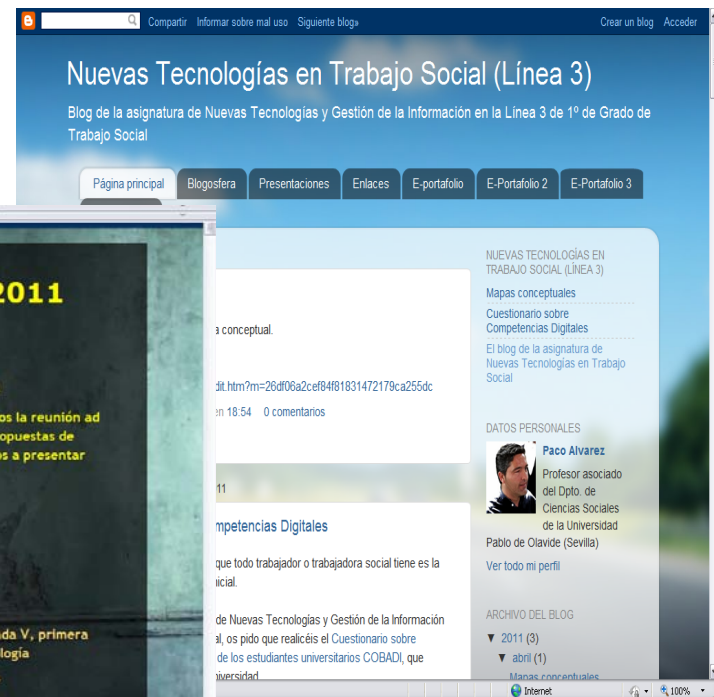 Compartir Informar sobre mal uso Siguiente blog» Crear un blog Acceder
Nuevas Tecnologías en Trabajo Social (Línea 3)
Blog de la asignatura de Nuevas Tecnologías y Gestión de la Información en la Línea 3 de 1º de Grado de
Trabajo Social
Página principal Blogosfera Presentaciones Enlaces E-portafolio E-Portafolio 2 E-Portafolio 3
2011
os la reunión ad
opuestas de
os a presentar
da V, primera
logía
a conceptual.
dit.htm?m=26df06a2cef84f81831472179ca255dc
en 18:54 0 comentarios
11
mpetencias Digitales
que todo trabajador o trabajadora social tiene es la
nicial.
de Nuevas Tecnologías y Gestión de la Información
al, os pido que realicéis el Cuestionario sobre
de los estudiantes universitarios COBADI, que
niversidad
NUEVAS TECNOLOGÍAS EN
TRABAJO SOCIAL (LÍNEA 3)
Mapas conceptuales
Cuestionario sobre
Competencias Digitales
El blog de la asignatura de
Nuevas Tecnologías en Trabajo
Social
DATOS PERSONALES
Paco Alvarez
Profesor asociado
del Dpto. de
Ciencias Sociales
de la Universidad
Pablo de Olavide (Sevilla)
Ver todo mi perfil
ARCHIVO DEL BLOG
▼ 2011 (3)
▼ abril (1)
Mapas conceptuales
Internet 100%